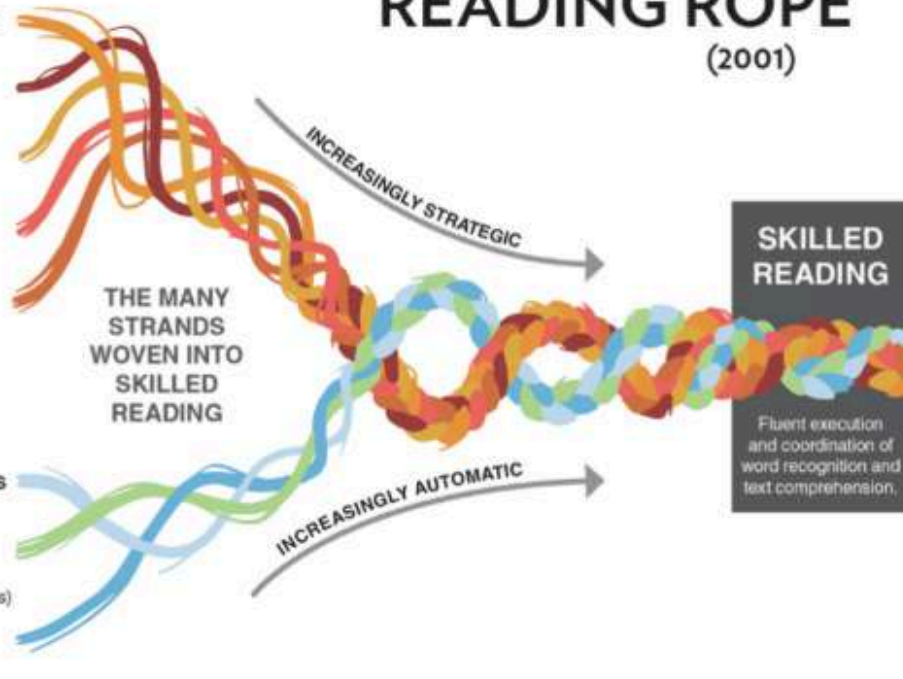 READING ROPE
(2001)
INCREASINGLY STRATEGIC
SKILLED
READING
THE MANY
STRANDS
WOVEN INTO
SKILLED
READING
Fluent execution
and coordination of
word recognition and
text comprehension.
INCREASINGLY AUTOMATIC
s
s)